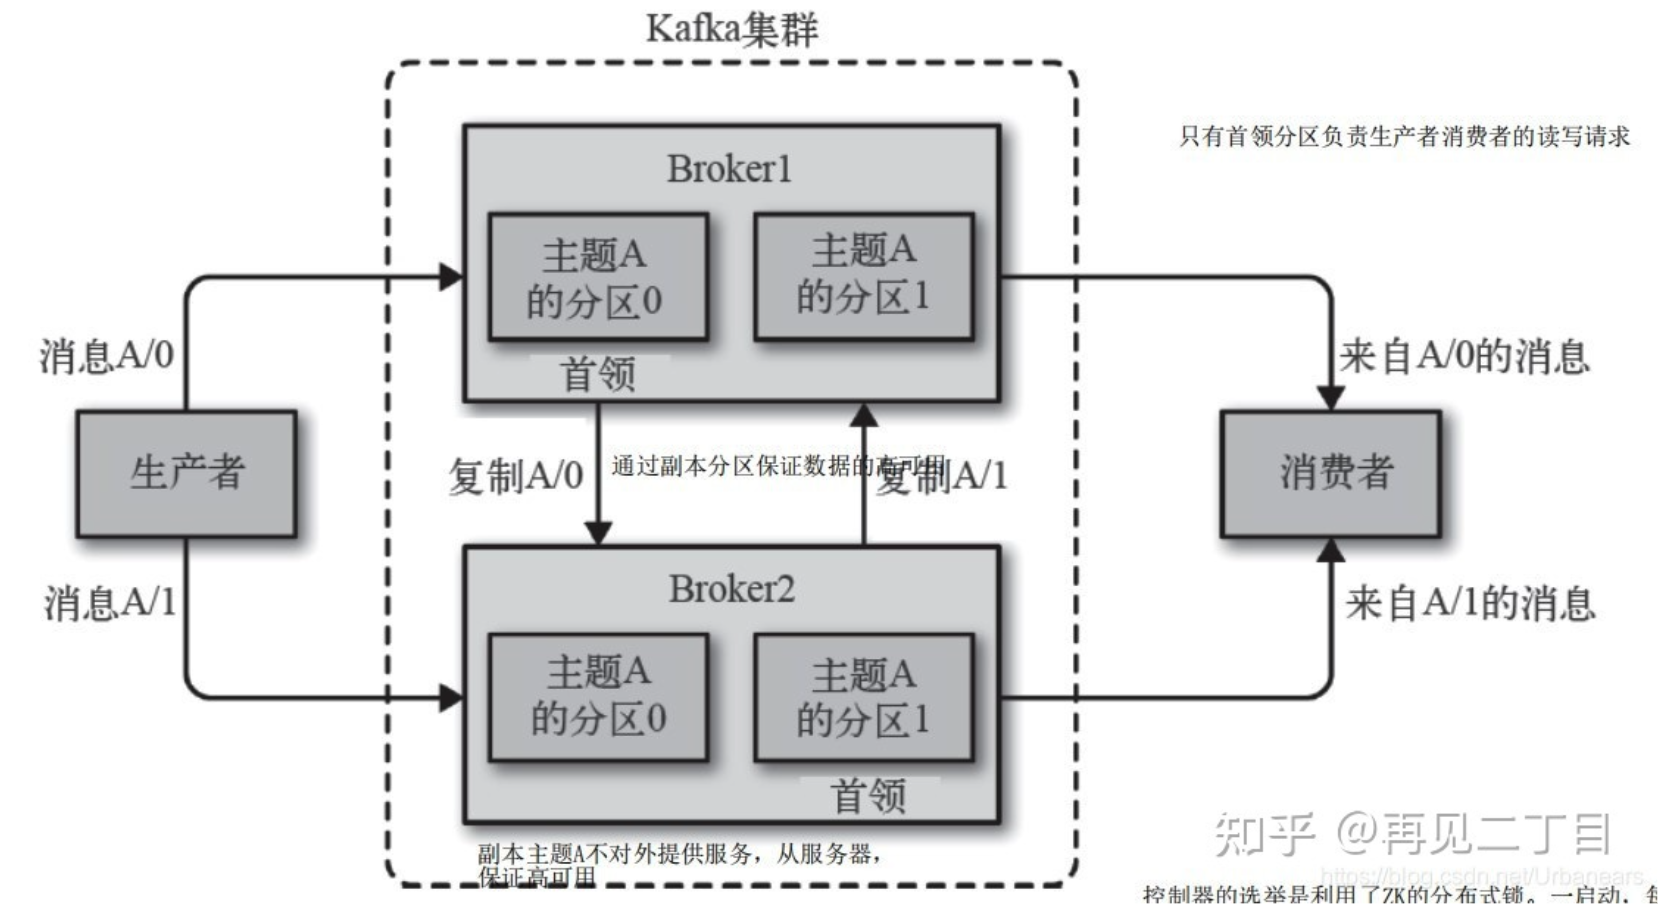 Kafka集群
只有首领分区负责生产者消费者的读写请求
Broker1
主题A
的分区0
主题A
的分区1
首领
消息A/0
来自A/0的消息
生产者
复制A/0
通过副本分区保证数据的高可用
复制A/1
消费者
消息A/1
来自A/1的消息
Broker2
主题A
的分区0
主题A
的分区1
首领
副本主题A不对外提供服务，从服务器，
保证高可用
知乎 @再见二丁目
https://blog.csdn.net/Urbanears
控制器的选举是利用了ZK的分布式锁。一启动，